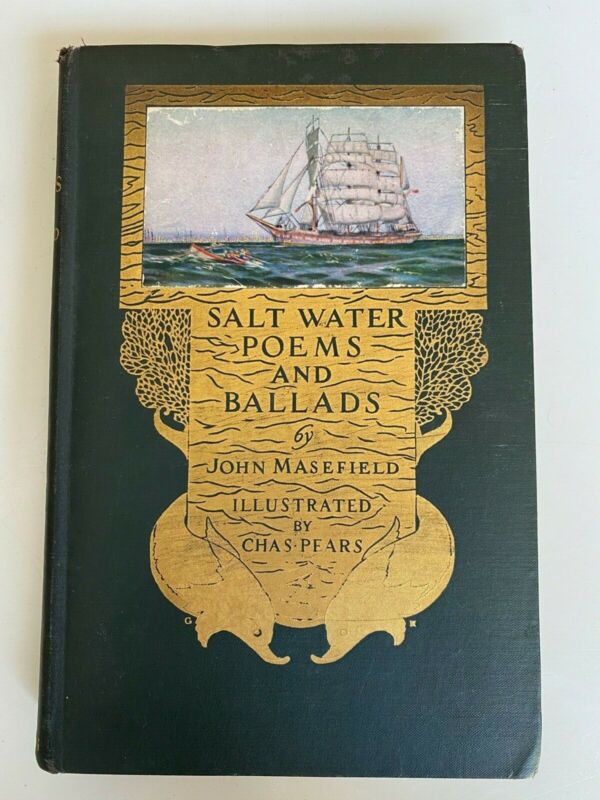 SALT WATER
POEMS
AND
BALLADS
by
JOHN MASEFIELD
ILLUSTRATED
BY
CHAS·PEARS
G K